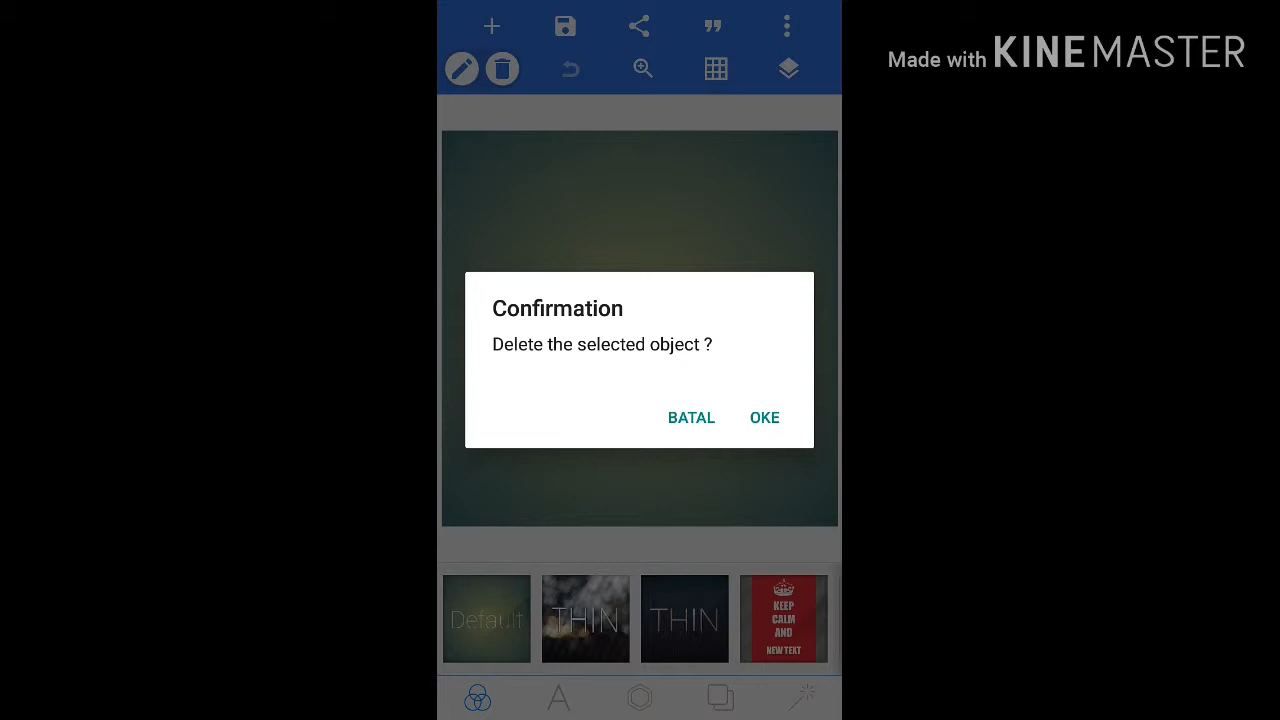 Made with KINEMASTER
Confirmation
Delete the selected object ?
BATAL OKE
Default
THIN
THIN
KEEP
CALM
AND
NEW TEXT
A